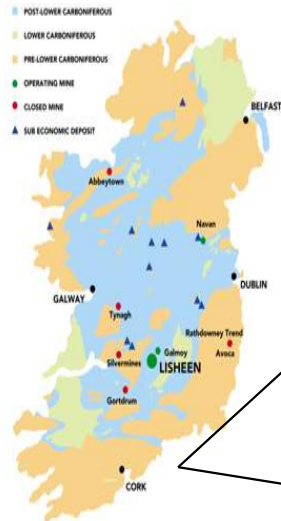 POST-LOWER CARBONIFEROUS
LOWER CARBONIFEROUS
PRE-LOWER CARBONIFEROUS
OPERATING MINE
CLOSED MINE
SUB ECONOMIC DEPOSIT
BELFAST
Abbeytown
Navan
GALWAY
DUBLIN
Tynagh
Rathdowney Trend
Galmoy
Avoca
Silvermines
LISHEEN
Gortdrum
CORK